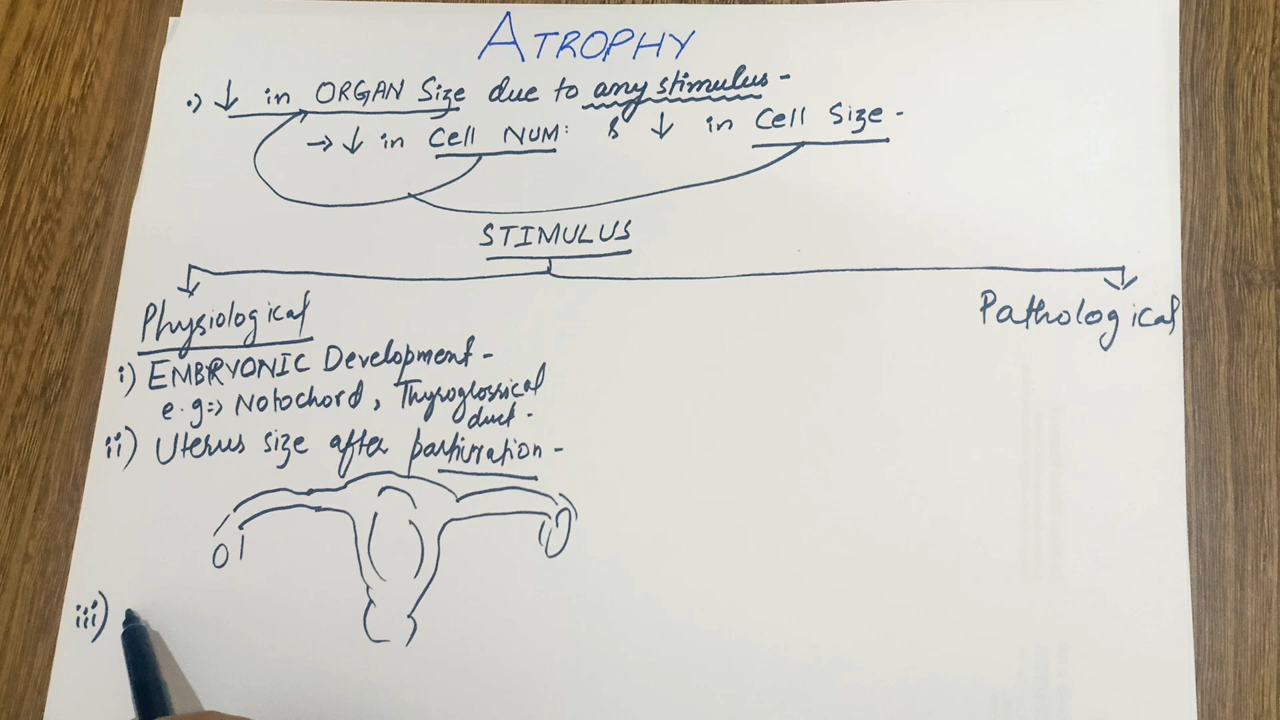 ATROPHY
.) ↓ in ORGAN Size due to any stimulus -
→ ↓ in Cell NUM: & ↓ in Cell Size -
STIMULUS
Physiological
Pathological
i) EMBRYONIC Development -
e.g => Notochord, Thyroglossical
duct -
ii) Uterus size after parturration -
iii)